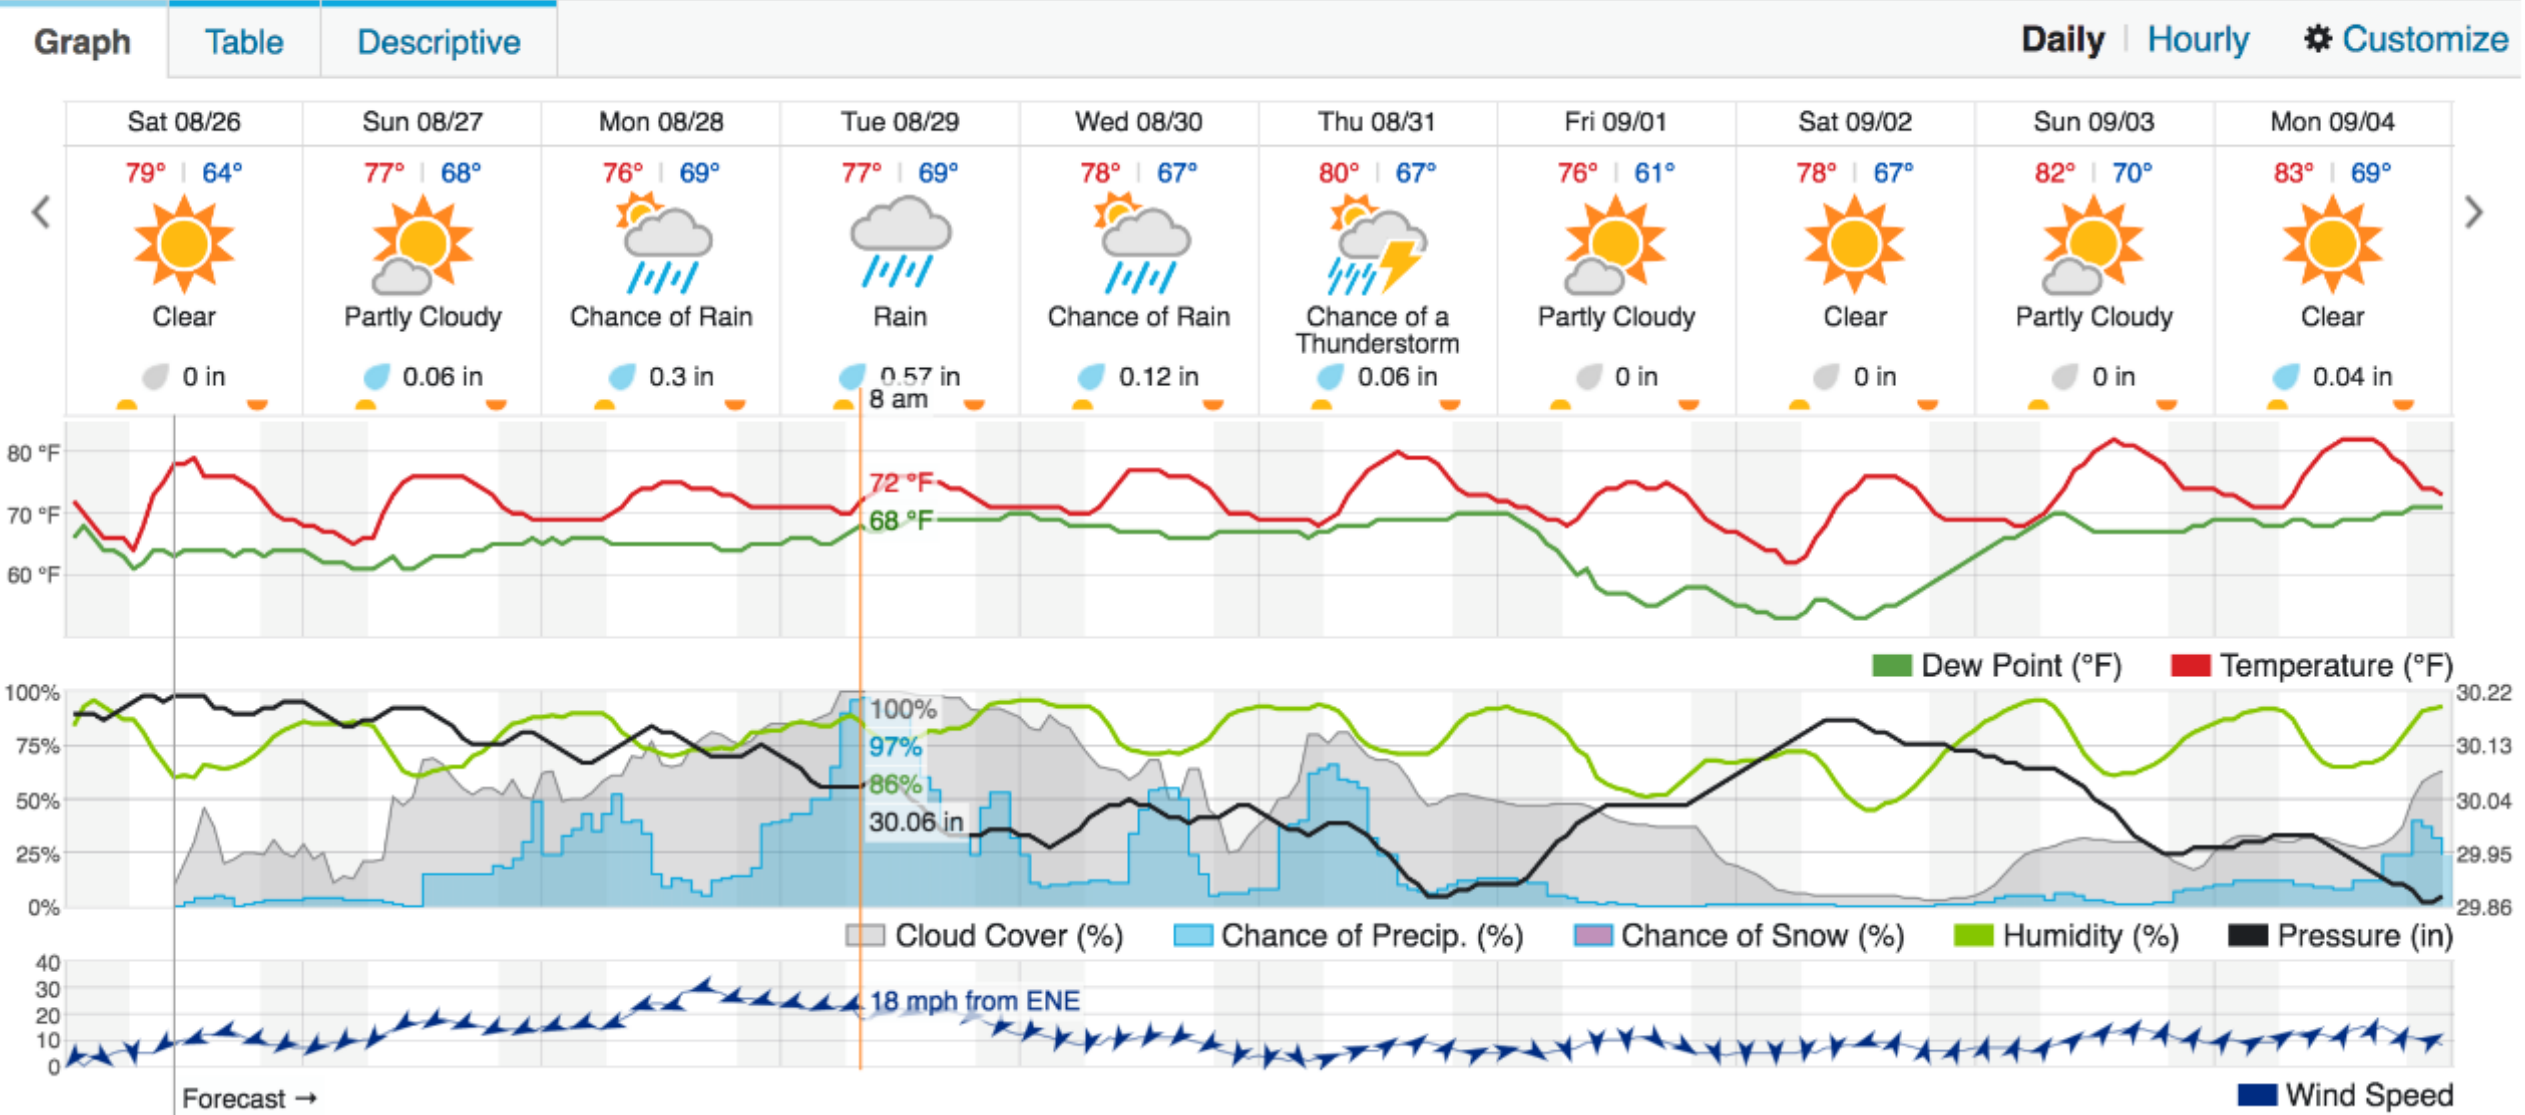 Graph Table Descriptive Daily Hourly Customize
Sat 08/26 Sun 08/27 Mon 08/28 Tue 08/29 Wed 08/30 Thu 08/31 Fri 09/01 Sat 09/02 Sun 09/03 Mon 09/04
79° | 64° 77° | 68° 76° | 69° 77° | 69° 78° | 67° 80° | 67° 76° | 61° 78° | 67° 82° | 70° 83° | 69°
Clear Partly Cloudy Chance of Rain Rain Chance of Rain Chance of a Partly Cloudy Clear Partly Cloudy Clear
Thunderstorm
0 in 0.06 in 0.3 in 0.57 in 0.12 in 0.06 in 0 in 0 in 0 in 0.04 in
8 am
80 °F
72 °F
70 °F
68 °F
60 °F
Dew Point (°F) Temperature (°F)
100% 30.22
100%
75% 97% 30.13
86%
50% 30.04
30.06 in
25% 29.95
0% 29.86
Cloud Cover (%) Chance of Precip. (%) Chance of Snow (%) Humidity (%) Pressure (in)
40
30
18 mph from ENE
20
10
0
Forecast →
Wind Speed